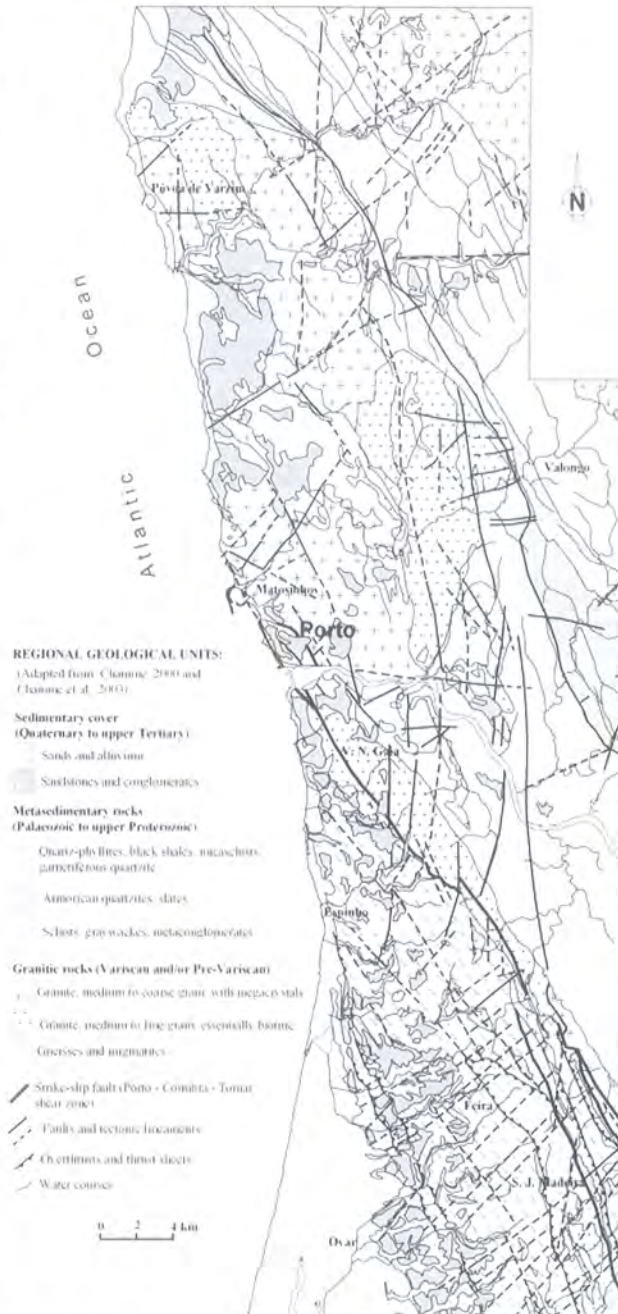 Póvoa de Varzim
N
Ocean
Atlantic
Valongo
Matosinhos
Porto
V. N. Gaia
Espinho
Feira
S. J. Madeira
Ovar
REGIONAL GEOLOGICAL UNITS:
(Adapted from Chaminé, 2000 and
Chaminé et al., 2003)
Sedimentary cover
(Quaternary to upper Tertiary)
Sands and alluvium
Sandstones and conglomerates
Metasedimentary rocks
(Palaeozoic to upper Proterozoic)
Quartz-phyllites, black shales, micaschists,
garnetiferous quartzite
Armorican quartzites, slates
Schists, graywackes, metaconglomerates
Granitic rocks (Variscan and/or Pre-Variscan)
Granite, medium to coarse grain, with megacrystals
Granite, medium to fine grain, essentially biotitic
Gneisses and migmatites
Strike-slip fault (Porto - Coimbra - Tomar
shear zone)
Faults and tectonic lineaments
Overthrusts and thrust sheets
Water courses
0 2 4 km